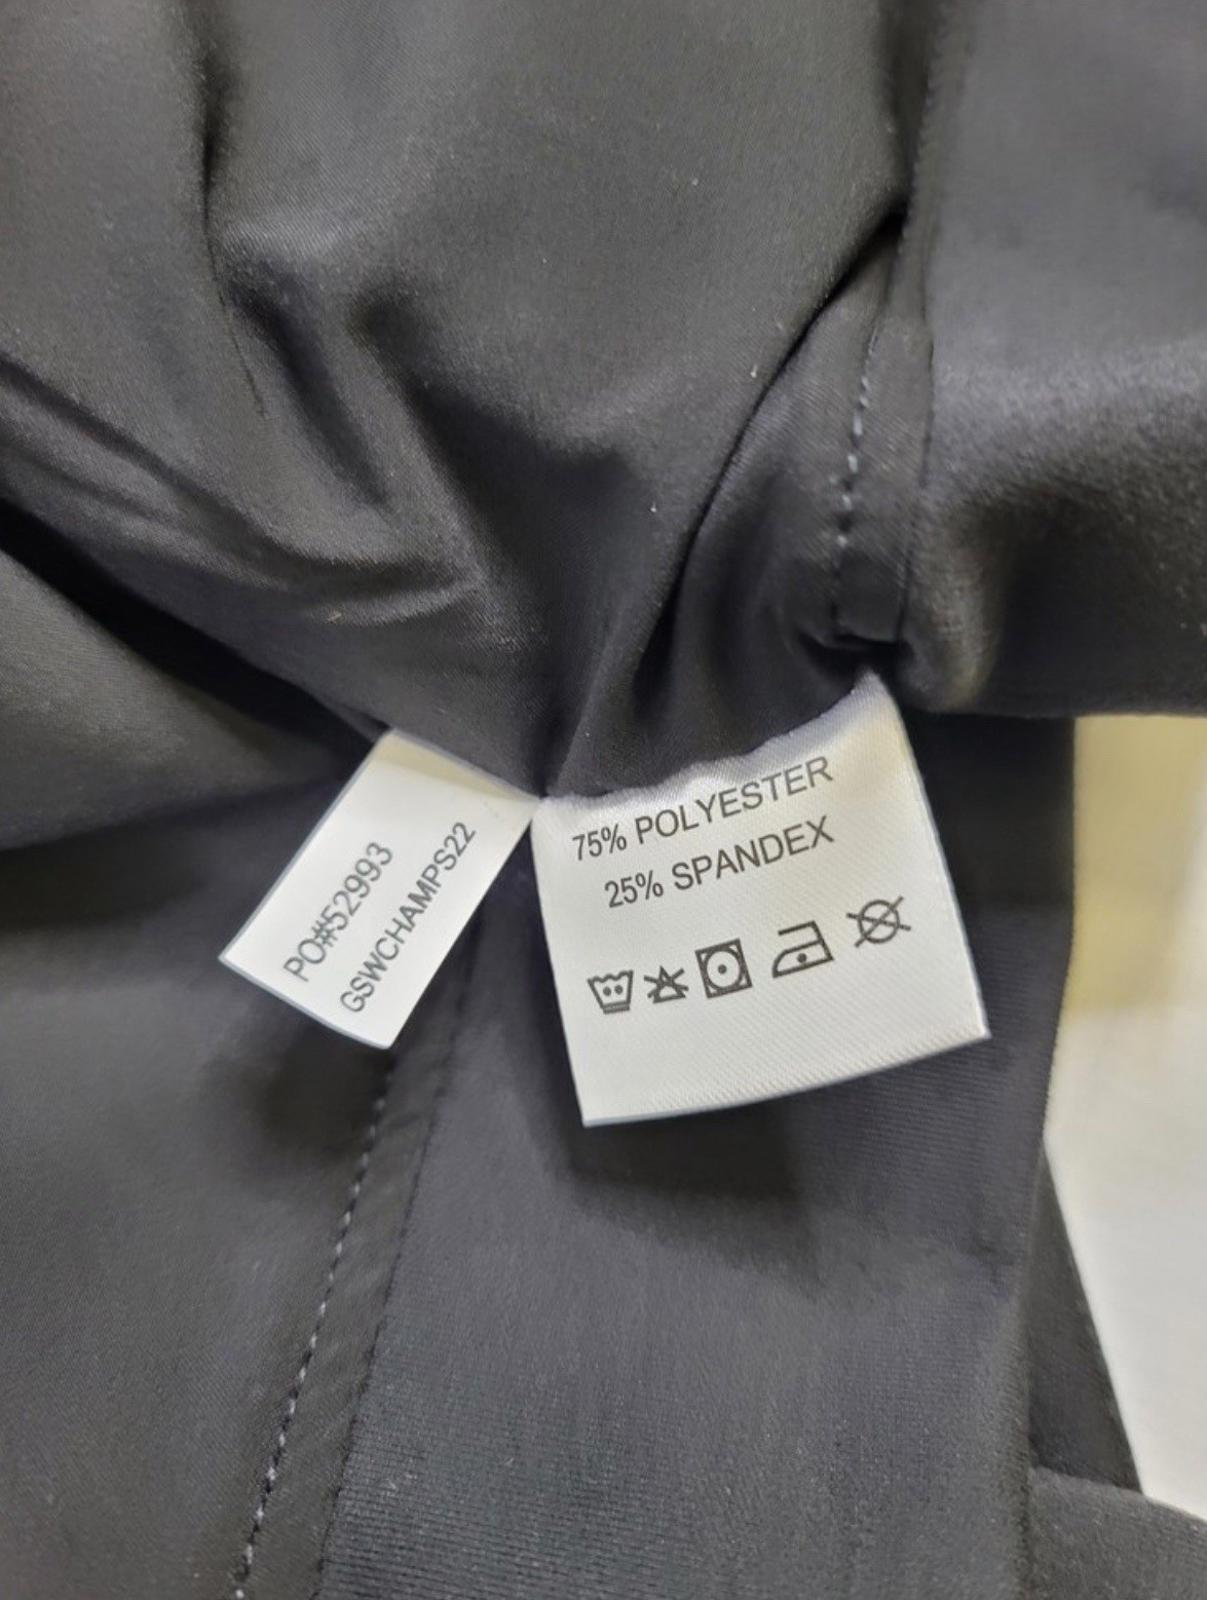 PO#52993
GSWCHAMPS22
75% POLYESTER
25% SPANDEX